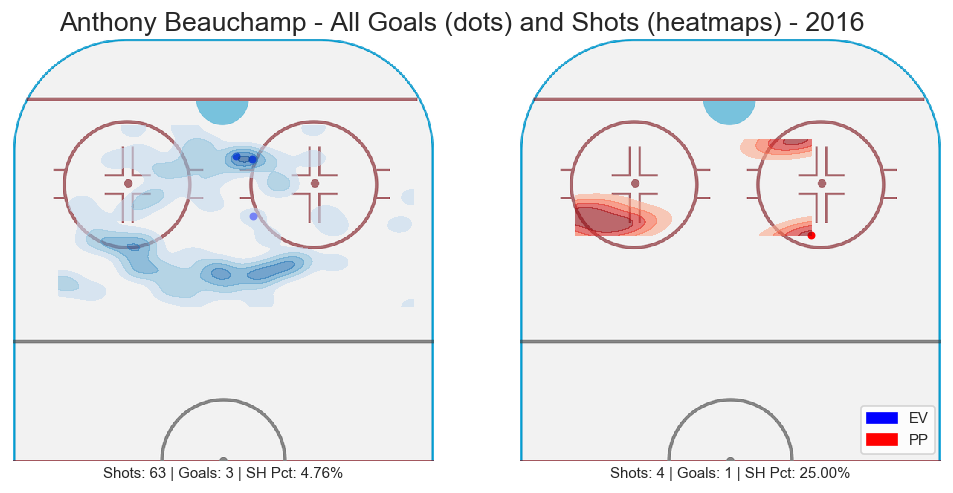 Anthony Beauchamp - All Goals (dots) and Shots (heatmaps) - 2016
EV
PP
Shots: 63 | Goals: 3 | SH Pct: 4.76%
Shots: 4 | Goals: 1 | SH Pct: 25.00%